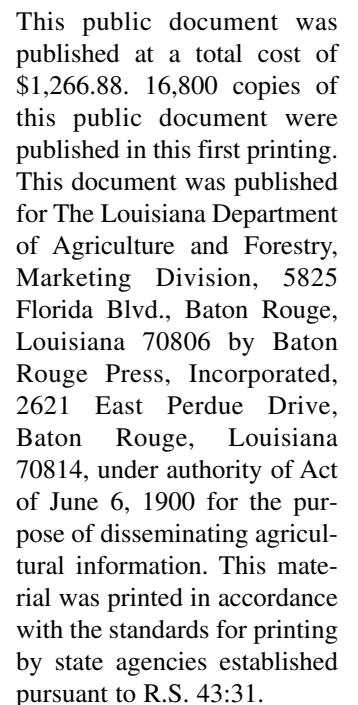 This public document was
published at a total cost of
$1,266.88. 16,800 copies of
this public document were
published in this first printing.
This document was published
for The Louisiana Department
of Agriculture and Forestry,
Marketing Division, 5825
Florida Blvd., Baton Rouge,
Louisiana 70806 by Baton
Rouge Press, Incorporated,
2621 East Perdue Drive,
Baton Rouge, Louisiana
70814, under authority of Act
of June 6, 1900 for the pur-
pose of disseminating agricul-
tural information. This mate-
rial was printed in accordance
with the standards for printing
by state agencies established
pursuant to R.S. 43:31.